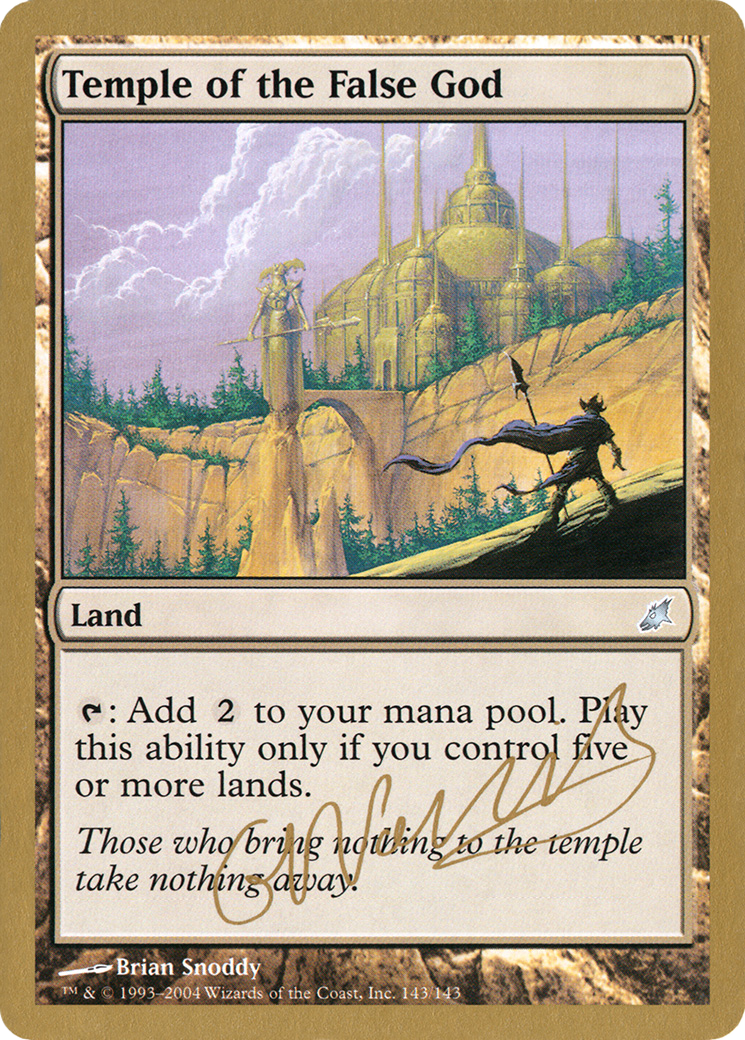 Temple of the False God
Land
: Add 2 to your mana pool. Play
this ability only if you control five
or more lands.
Those who bring nothing to the temple
take nothing away.
Brian Snoddy
™ & © 1993–2004 Wizards of the Coast, Inc. 143/143